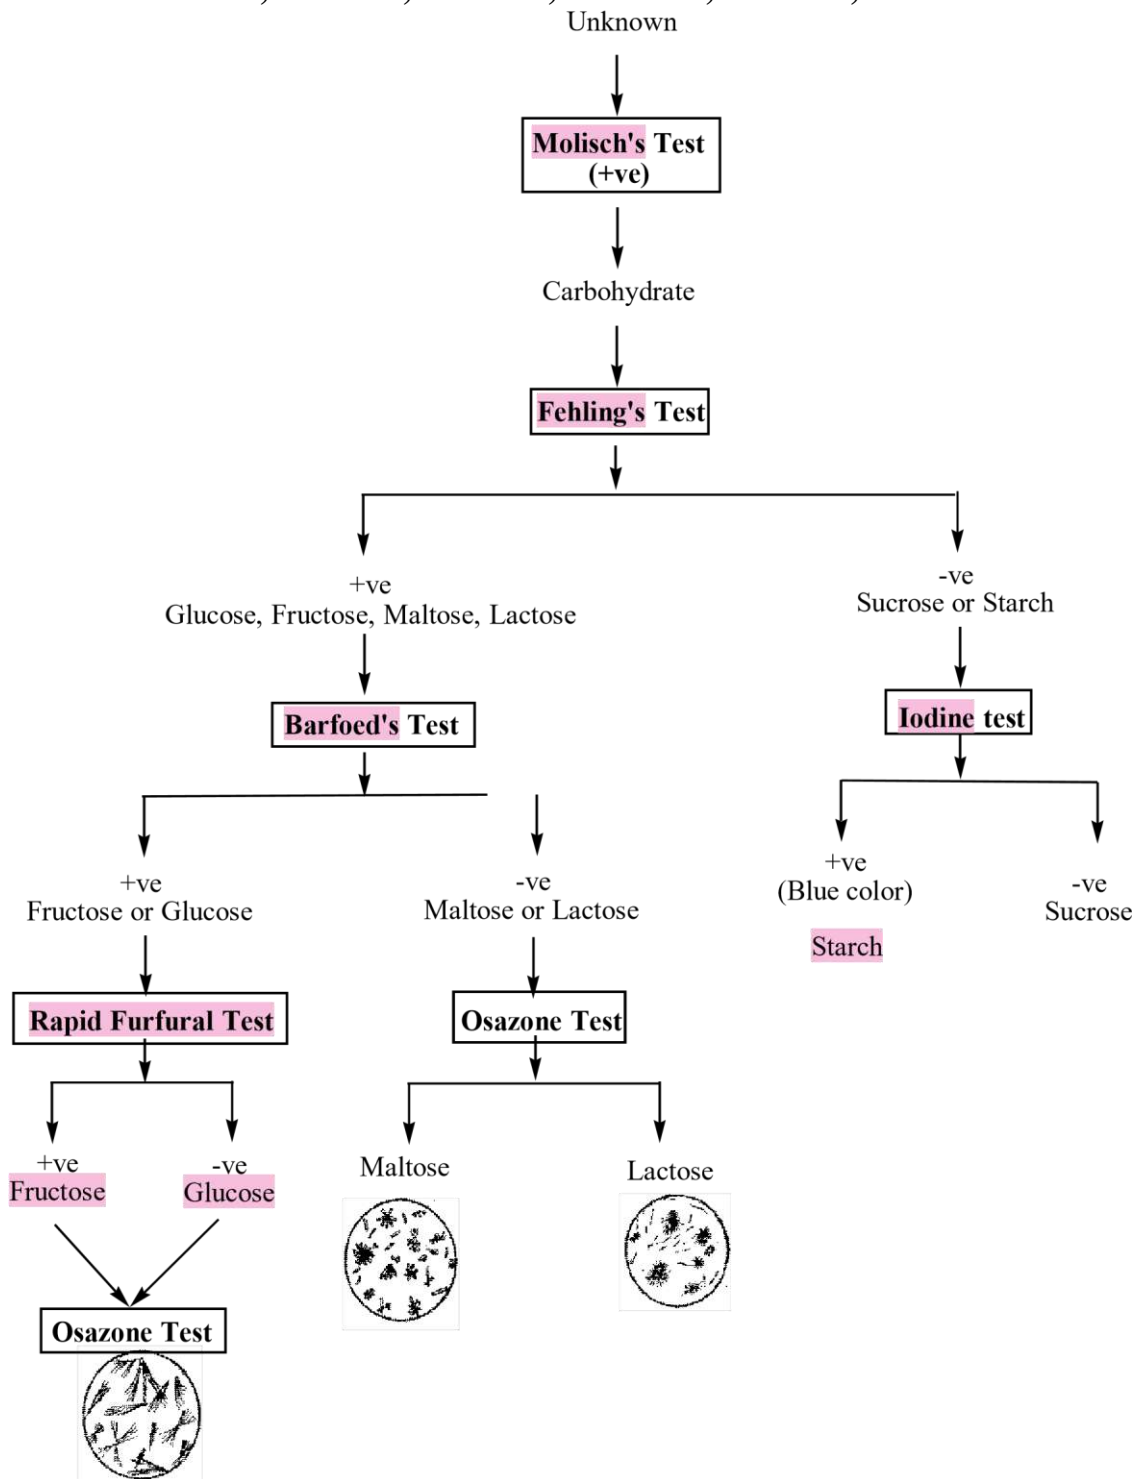 Unknown
Molisch's Test
(+ve)
Carbohydrate
Fehling's Test
+ve
Glucose, Fructose, Maltose, Lactose
-ve
Sucrose or Starch
Barfoed's Test
Iodine test
+ve
Fructose or Glucose
-ve
Maltose or Lactose
+ve
(Blue color)
Starch
-ve
Sucrose
Rapid Furfural Test
Osazone Test
+ve
Fructose
-ve
Glucose
Maltose
Lactose
Osazone Test